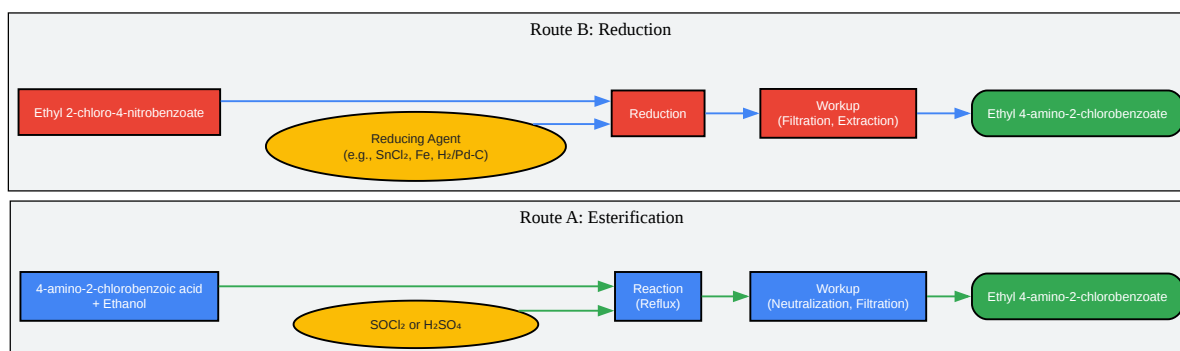 Route B: Reduction
Ethyl 2-chloro-4-nitrobenzoate
Reducing Agent
(e.g., SnCl₂, Fe, H₂/Pd-C)
Reduction
Workup
(Filtration, Extraction)
Ethyl 4-amino-2-chlorobenzoate
Route A: Esterification
4-amino-2-chlorobenzoic acid
+ Ethanol
SOCl₂ or H₂SO₄
Reaction
(Reflux)
Workup
(Neutralization, Filtration)
Ethyl 4-amino-2-chlorobenzoate